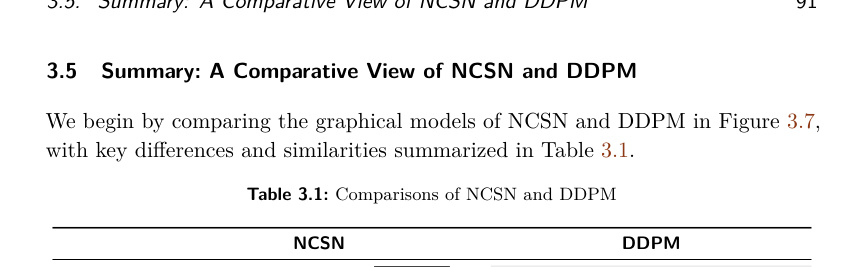 3.5. Summary: A Comparative View of NCSN and DDPM 91
3.5 Summary: A Comparative View of NCSN and DDPM
We begin by comparing the graphical models of NCSN and DDPM in Figure 3.7,
with key differences and similarities summarized in Table 3.1.
Table 3.1: Comparisons of NCSN and DDPM
NCSN DDPM